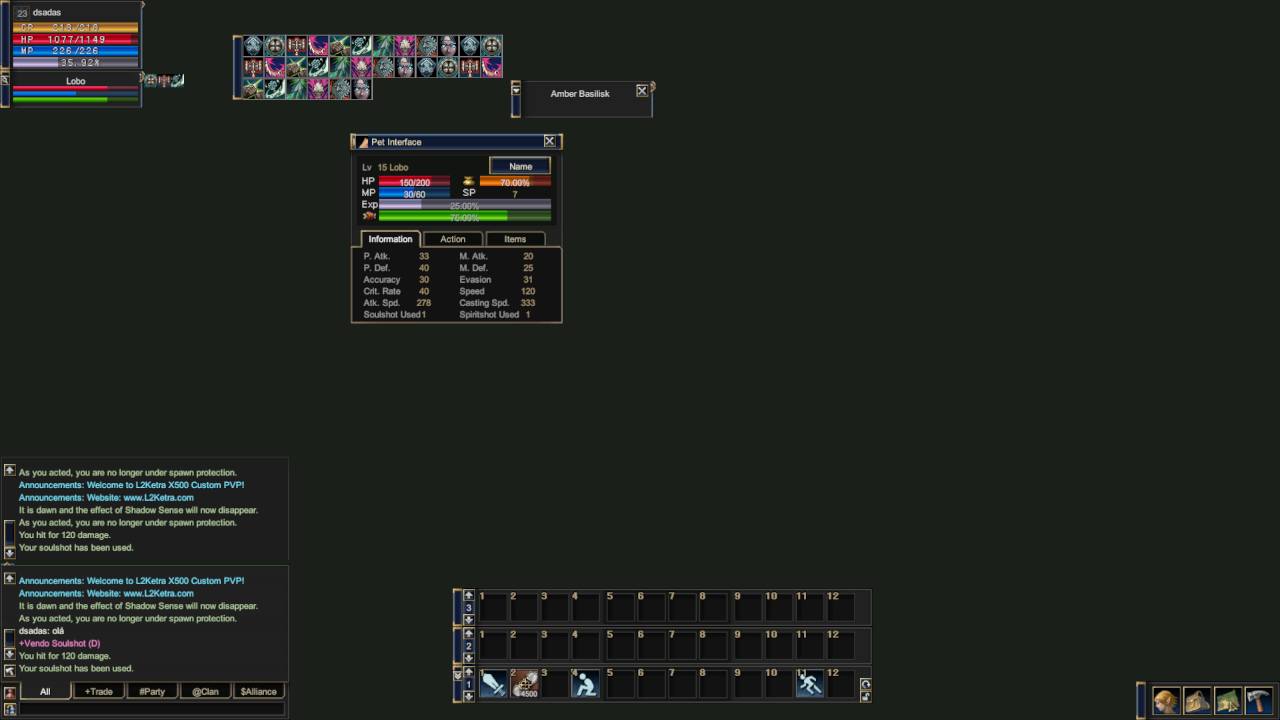 23 dsadas
CP 218/218
HP 1077/1149
MP 226/226
35.92%
Lobo
Amber Basilisk
Pet Interface
Lv 15 Lobo
Name
HP 150/200
70.00%
MP 30/60
SP 7
Exp 25.00%
75.00%
Information Action Items
P. Atk. 33 M. Atk. 20
P. Def. 40 M. Def. 25
Accuracy 30 Evasion 31
Crit. Rate 40 Speed 120
Atk. Spd. 278 Casting Spd. 333
Soulshot Used 1 Spiritshot Used 1
As you acted, you are no longer under spawn protection.
Announcements: Welcome to L2Ketra X500 Custom PVP!
Announcements: Website: www.L2Ketra.com
It is dawn and the effect of Shadow Sense will now disappear.
As you acted, you are no longer under spawn protection.
You hit for 120 damage.
Your soulshot has been used.
Announcements: Welcome to L2Ketra X500 Custom PVP!
Announcements: Website: www.L2Ketra.com
It is dawn and the effect of Shadow Sense will now disappear.
As you acted, you are no longer under spawn protection.
dsadas: olá
+Vendo Soulshot (D)
You hit for 120 damage.
Your soulshot has been used.
All +Trade #Party @Clan $Alliance
3 1 2 3 4 5 6 7 8 9 10 11 12
2 1 2 3 4 5 6 7 8 9 10 11 12
1 1 2 3 4 5 6 7 8 9 10 11 12
4500